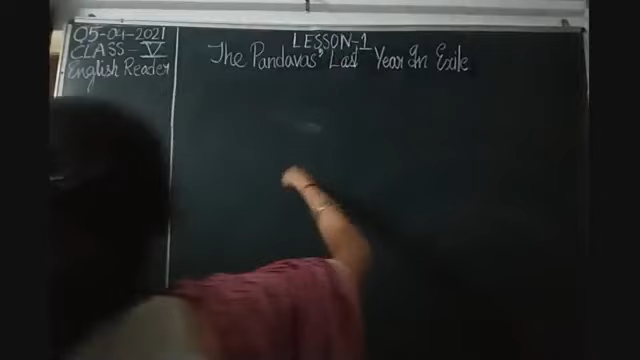 05-04-2021
CLASS - V
English Reader
LESSON-1
The Pandavas' Last Year In Exile